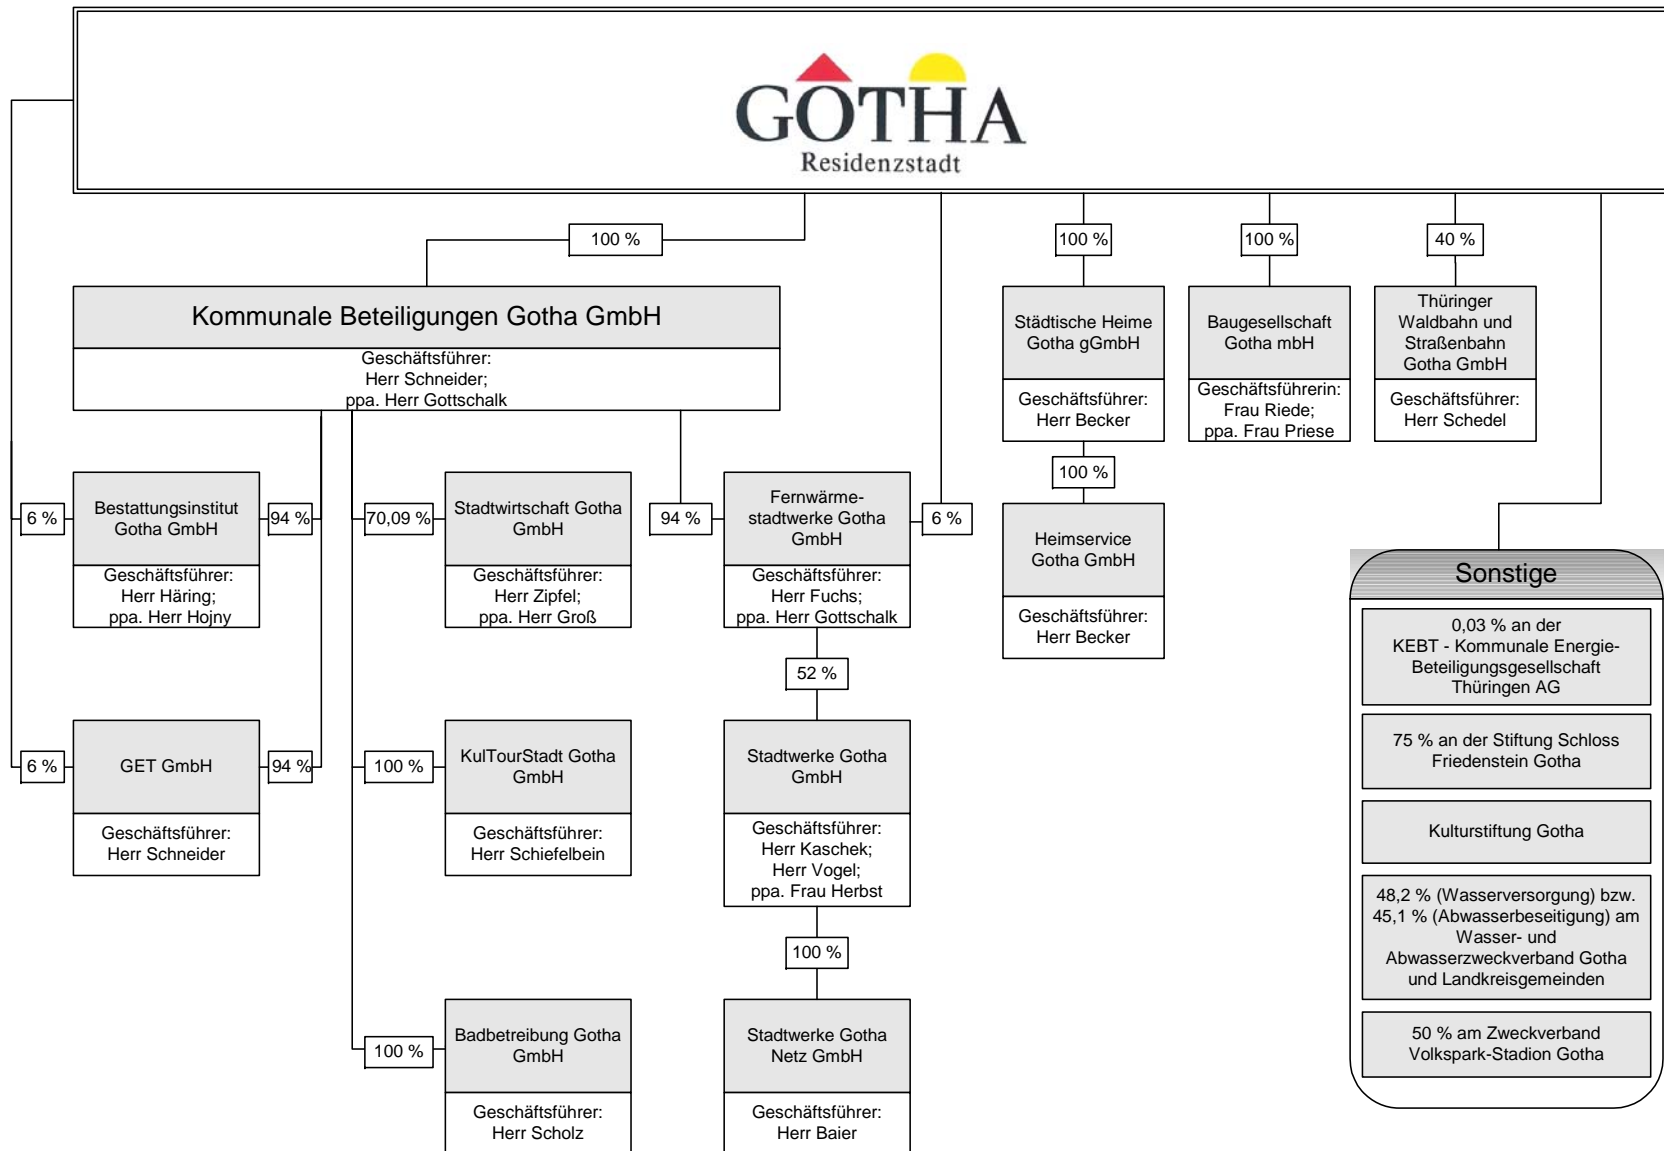 GOTHA
Residenzstadt
100 %
100 %
100 %
40 %
Kommunale Beteiligungen Gotha GmbH
Geschäftsführer:
Herr Schneider;
ppa. Herr Gottschalk
Städtische Heime
Gotha gGmbH
Geschäftsführer:
Herr Becker
Baugesellschaft
Gotha mbH
Geschäftsführerin:
Frau Riede;
ppa. Frau Priese
Thüringer
Waldbahn und
Straßenbahn
Gotha GmbH
Geschäftsführer:
Herr Schedel
6 %
Bestattungsinstitut
Gotha GmbH
Geschäftsführer:
Herr Häring;
ppa. Herr Hojny
94 %
70,09 %
Stadtwirtschaft Gotha
GmbH
Geschäftsführer:
Herr Zipfel;
ppa. Herr Groß
94 %
Fernwärme-
stadtwerke Gotha
GmbH
Geschäftsführer:
Herr Fuchs;
ppa. Herr Gottschalk
6 %
100 %
Heimservice
Gotha GmbH
Geschäftsführer:
Herr Becker
52 %
6 %
GET GmbH
Geschäftsführer:
Herr Schneider
94 %
100 %
KulTourStadt Gotha
GmbH
Geschäftsführer:
Herr Schiefelbein
Stadtwerke Gotha
GmbH
Geschäftsführer:
Herr Kaschek;
Herr Vogel;
ppa. Frau Herbst
100 %
100 %
Badbetreibung Gotha
GmbH
Geschäftsführer:
Herr Scholz
Stadtwerke Gotha
Netz GmbH
Geschäftsführer:
Herr Baier
Sonstige
0,03 % an der
KEBT - Kommunale Energie-
Beteiligungsgesellschaft
Thüringen AG
75 % an der Stiftung Schloss
Friedenstein Gotha
Kulturstiftung Gotha
48,2 % (Wasserversorgung) bzw.
45,1 % (Abwasserbeseitigung) am
Wasser- und
Abwasserzweckverband Gotha
und Landkreisgemeinden
50 % am Zweckverband
Volkspark-Stadion Gotha